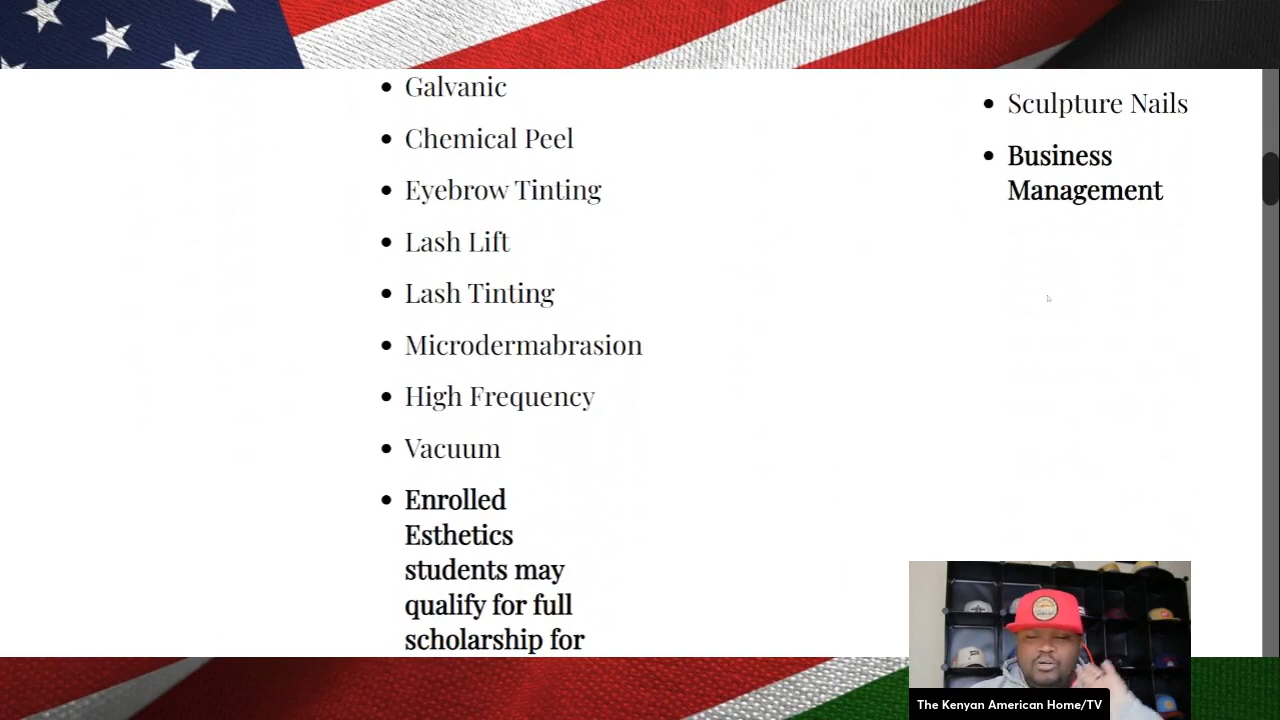 Galvanic
Chemical Peel
Eyebrow Tinting
Lash Lift
Lash Tinting
Microdermabrasion
High Frequency
Vacuum
Enrolled
Esthetics
students may
qualify for full
scholarship for
Sculpture Nails
Business
Management
The Kenyan American Home/TV